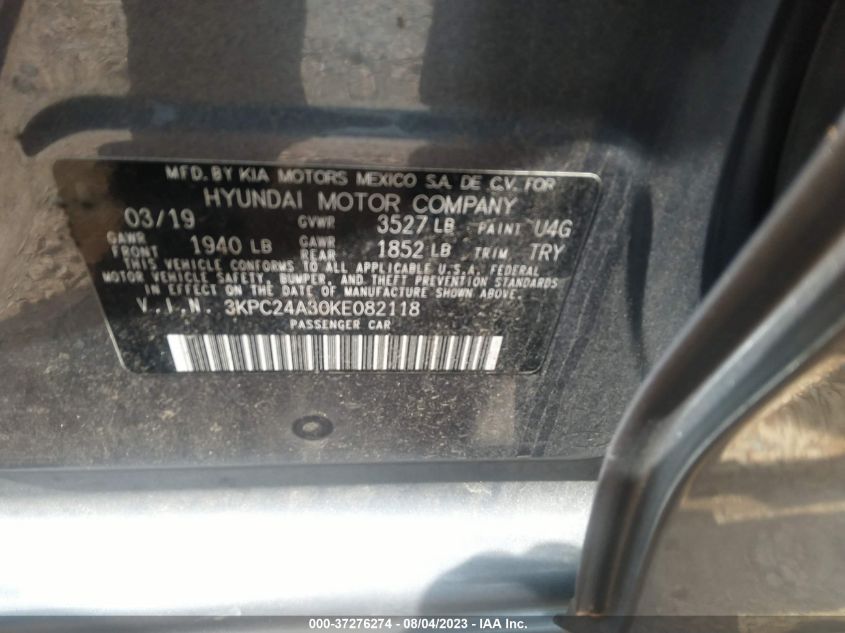 MFD. BY KIA MOTORS MEXICO S.A. DE C.V. FOR
HYUNDAI MOTOR COMPANY
03/19 GVWR 3527 LB PAINT U4G
GAWR FRONT 1940 LB GAWR REAR 1852 LB TRIM TRY
THIS VEHICLE CONFORMS TO ALL APPLICABLE U.S.A. FEDERAL
MOTOR VEHICLE SAFETY, BUMPER, AND THEFT PREVENTION STANDARDS
IN EFFECT ON THE DATE OF MANUFACTURE SHOWN ABOVE.
V.I.N. 3KPC24A30KE082118
PASSENGER CAR
000-37276274 - 08/04/2023 - IAA Inc.